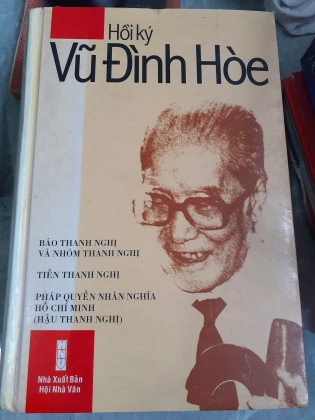 Hồi ký
Vũ Đình Hòe
BÁO THANH NGHỊ
VÀ NHÓM THANH NGHỊ
TIỀN THANH NGHỊ
PHÁP QUYỀN NHÂN NGHĨA
HỒ CHÍ MINH
(HẬU THANH NGHỊ)
Nhà Xuất Bản
Hội Nhà Văn